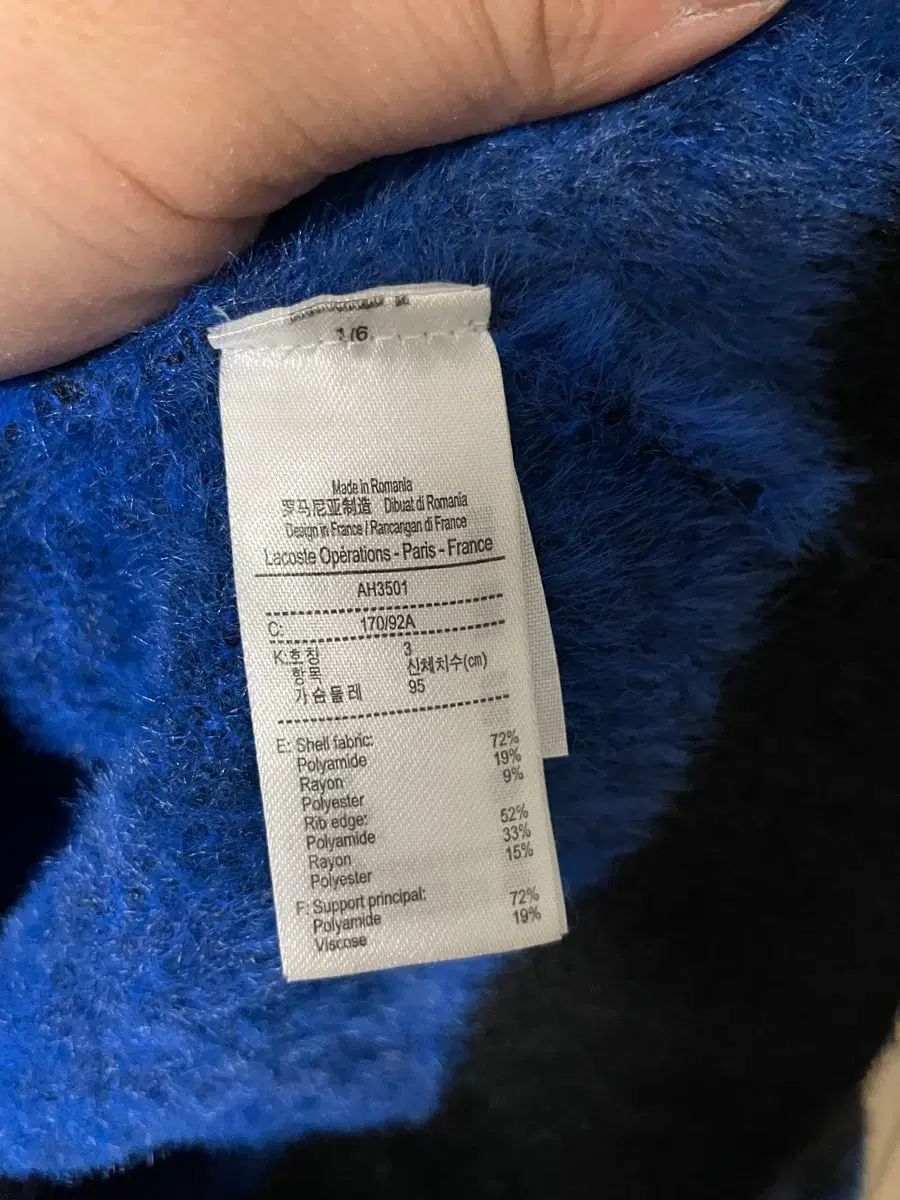 1/6
Made in Romania
罗马尼亚制造 Dibuat di Romania
Design in France / Rancangan di France
Lacoste Opèrations - Paris - France
AH3501
C: 170/92A
K:호칭 3
항목 신체치수(cm)
가슴둘레 95
E: Shell fabric:
Polyamide 72%
Rayon 19%
Polyester 9%
Rib edge:
Polyamide 52%
Rayon 33%
Polyester 15%
F: Support principal:
Polyamide 72%
Viscose 19%